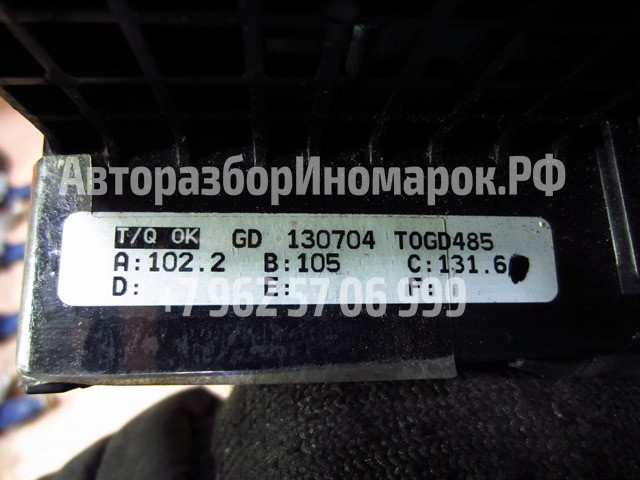 АвторазборИномарок.РФ
T/Q OK GD 130704 T0GD485
A:102.2 B:105 C:131.6
D: E: F:
+7 962 57 06 999